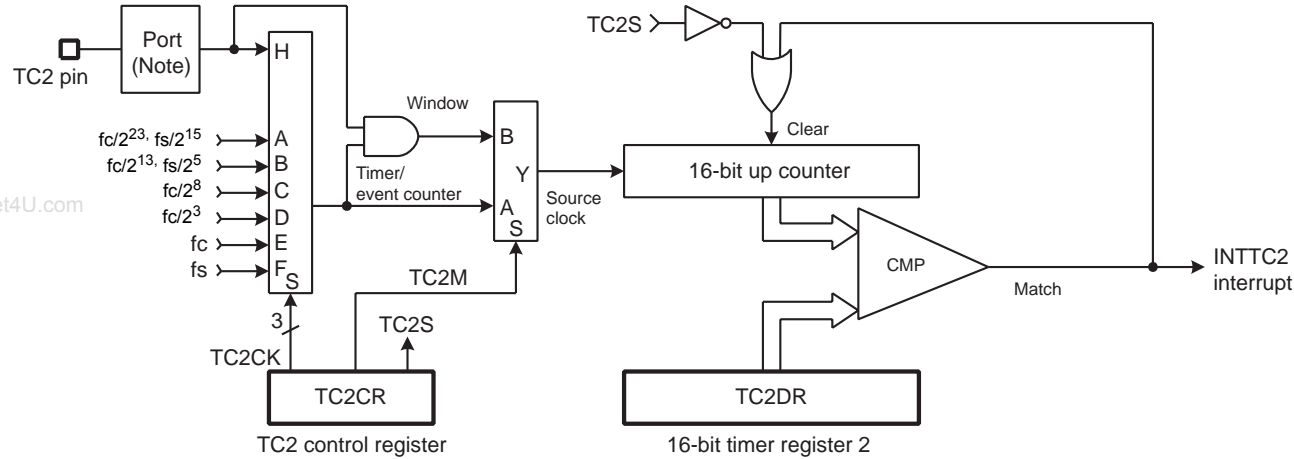 TC2 pin
Port
(Note)
H
fc/2^23, fs/2^15
A
fc/2^13, fs/2^5
B
fc/2^8
C
fc/2^3
D
fc
E
fs
F
S
3
TC2CK
Window
Timer/
event counter
B
Y
A
S
Source
clock
TC2M
TC2S
TC2CR
TC2 control register
TC2S
Clear
16-bit up counter
CMP
Match
INTTC2
interrupt
TC2DR
16-bit timer register 2
et4U.com